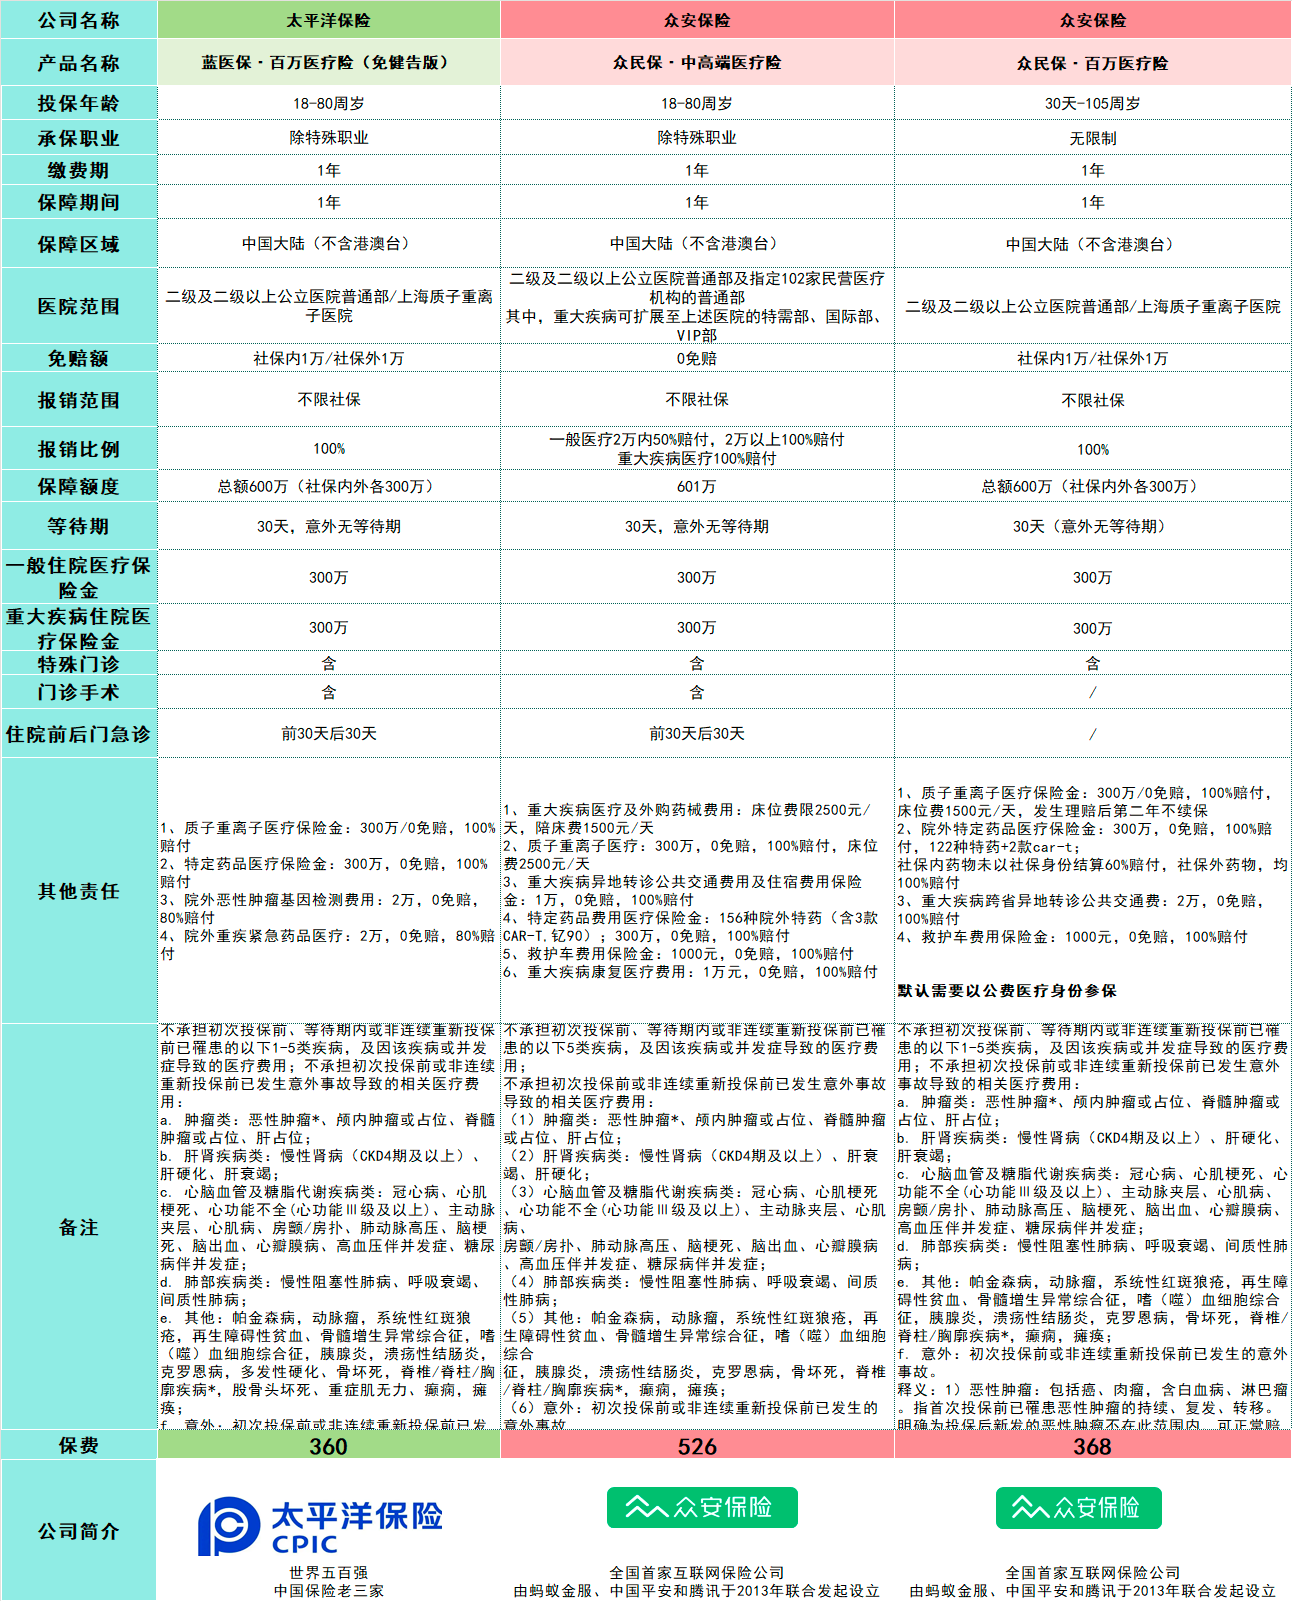 公司名称
太平洋保险
众安保险
众安保险
产品名称
蓝医保·百万医疗险（免健告版）
众民保·中高端医疗险
众民保·百万医疗险
投保年龄
18-80周岁
18-80周岁
30天-105周岁
承保职业
除特殊职业
除特殊职业
无限制
缴费期
1年
1年
1年
保障期间
1年
1年
1年
保障区域
中国大陆（不含港澳台）
中国大陆（不含港澳台）
中国大陆（不含港澳台）
医院范围
二级及二级以上公立医院普通部/上海质子重离
子医院
二级及二级以上公立医院普通部及指定102家民营医疗
机构的普通部
其中，重大疾病可扩展至上述医院的特需部、国际部、
VIP部
二级及二级以上公立医院普通部/上海质子重离子医院
免赔额
社保内1万/社保外1万
0免赔
社保内1万/社保外1万
报销范围
不限社保
不限社保
不限社保
报销比例
100%
一般医疗2万内50%赔付，2万以上100%赔付
重大疾病医疗100%赔付
100%
保障额度
总额600万（社保内外各300万）
601万
总额600万（社保内外各300万）
等待期
30天，意外无等待期
30天，意外无等待期
30天（意外无等待期）
一般住院医疗保
险金
300万
300万
300万
重大疾病住院医
疗保险金
300万
300万
300万
特殊门诊
含
含
含
门诊手术
含
含
/
住院前后门急诊
前30天后30天
前30天后30天
/
其他责任
1、质子重离子医疗保险金：300万/0免赔，100%
赔付
2、特定药品医疗保险金：300万，0免赔，100%
赔付
3、院外恶性肿瘤基因检测费用：2万，0免赔，
80%赔付
4、院外重疾紧急药品医疗：2万，0免赔，80%赔
付
1、重大疾病医疗及外购药械费用：床位费限2500元/
天，陪床费1500元/天
2、质子重离子医疗：300万，0免赔，100%赔付，床位
费2500元/天
3、重大疾病异地转诊公共交通费用及住宿费用保险
金：1万，0免赔，100%赔付
4、特定药品费用医疗保险金：156种院外特药（含3款
CAR-T,钇90）；300万，0免赔，100%赔付
5、救护车费用保险金：1000元，0免赔，100%赔付
6、重大疾病康复医疗费用：1万元，0免赔，100%赔付
1、质子重离子医疗保险金：300万/0免赔，100%赔付，
床位费1500元/天，发生理赔后第二年不续保
2、院外特定药品医疗保险金：300万，0免赔，100%赔
付，122种特药+2款car-t；
社保内药物未以社保身份结算60%赔付，社保外药物，均
100%赔付
3、重大疾病跨省异地转诊公共交通费：2万，0免赔，
100%赔付
4、救护车费用保险金：1000元，0免赔，100%赔付
默认需要以公费医疗身份参保
备注
不承担初次投保前、等待期内或非连续重新投保
前已罹患的以下1-5类疾病，及因该疾病或并发
症导致的医疗费用；不承担初次投保前或非连续
重新投保前已发生意外事故导致的相关医疗费
用：
a. 肿瘤类：恶性肿瘤*、颅内肿瘤或占位、脊髓
肿瘤或占位、肝占位；
b. 肝肾疾病类：慢性肾病（CKD4期及以上）、
肝硬化、肝衰竭；
c. 心脑血管及糖脂代谢疾病类：冠心病、心肌
梗死、心功能不全(心功能Ⅲ级及以上)、主动脉
夹层、心肌病、房颤/房扑、肺动脉高压、脑梗
死、脑出血、心瓣膜病、高血压伴并发症、糖尿
病伴并发症；
d. 肺部疾病类：慢性阻塞性肺病、呼吸衰竭、
间质性肺病；
e. 其他：帕金森病，动脉瘤，系统性红斑狼
疮，再生障碍性贫血、骨髓增生异常综合征，嗜
（噬）血细胞综合征，胰腺炎，溃疡性结肠炎，
克罗恩病，多发性硬化、骨坏死，脊椎/脊柱/胸
廓疾病*，股骨头坏死、重症肌无力、癫痫，瘫
痪；
f. 意外：初次投保前或非连续重新投保前已发
不承担初次投保前、等待期内或非连续重新投保前已罹
患的以下5类疾病，及因该疾病或并发症导致的医疗费
用；
不承担初次投保前或非连续重新投保前已发生意外事故
导致的相关医疗费用：
（1）肿瘤类：恶性肿瘤*、颅内肿瘤或占位、脊髓肿瘤
或占位、肝占位；
（2）肝肾疾病类：慢性肾病（CKD4期及以上）、肝衰
竭、肝硬化；
（3）心脑血管及糖脂代谢疾病类：冠心病、心肌梗死
、心功能不全(心功能Ⅲ级及以上)、主动脉夹层、心肌
病、
房颤/房扑、肺动脉高压、脑梗死、脑出血、心瓣膜病
、高血压伴并发症、糖尿病伴并发症；
（4）肺部疾病类：慢性阻塞性肺病、呼吸衰竭、间质
性肺病；
（5）其他：帕金森病，动脉瘤，系统性红斑狼疮，再
生障碍性贫血、骨髓增生异常综合征，嗜（噬）血细胞
综合
征，胰腺炎，溃疡性结肠炎，克罗恩病，骨坏死，脊椎
/脊柱/胸廓疾病*，癫痫，瘫痪；
（6）意外：初次投保前或非连续重新投保前已发生的
意外事故
不承担初次投保前、等待期内或非连续重新投保前已罹
患的以下1-5类疾病，及因该疾病或并发症导致的医疗费
用；不承担初次投保前或非连续重新投保前已发生意外
事故导致的相关医疗费用：
a. 肿瘤类：恶性肿瘤*、颅内肿瘤或占位、脊髓肿瘤或
占位、肝占位；
b. 肝肾疾病类：慢性肾病（CKD4期及以上）、肝硬化、
肝衰竭；
c. 心脑血管及糖脂代谢疾病类：冠心病、心肌梗死、心
功能不全(心功能Ⅲ级及以上)、主动脉夹层、心肌病、
房颤/房扑、肺动脉高压、脑梗死、脑出血、心瓣膜病、
高血压伴并发症、糖尿病伴并发症；
d. 肺部疾病类：慢性阻塞性肺病、呼吸衰竭、间质性肺
病；
e. 其他：帕金森病，动脉瘤，系统性红斑狼疮，再生障
碍性贫血、骨髓增生异常综合征，嗜（噬）血细胞综合
征，胰腺炎，溃疡性结肠炎，克罗恩病，骨坏死，脊椎/
脊柱/胸廓疾病*，癫痫，瘫痪；
f. 意外：初次投保前或非连续重新投保前已发生的意外
事故。
释义：1）恶性肿瘤：包括癌、肉瘤，含白血病、淋巴瘤
。指首次投保前已罹患恶性肿瘤的持续、复发、转移。
明确为投保后新发的恶性肿瘤不在此范围内，可正常赔
保费
360
526
368
公司简介
太平洋保险
CPIC
世界五百强
中国保险老三家
众安保险
全国首家互联网保险公司
由蚂蚁金服、中国平安和腾讯于2013年联合发起设立
众安保险
全国首家互联网保险公司
由蚂蚁金服、中国平安和腾讯于2013年联合发起设立